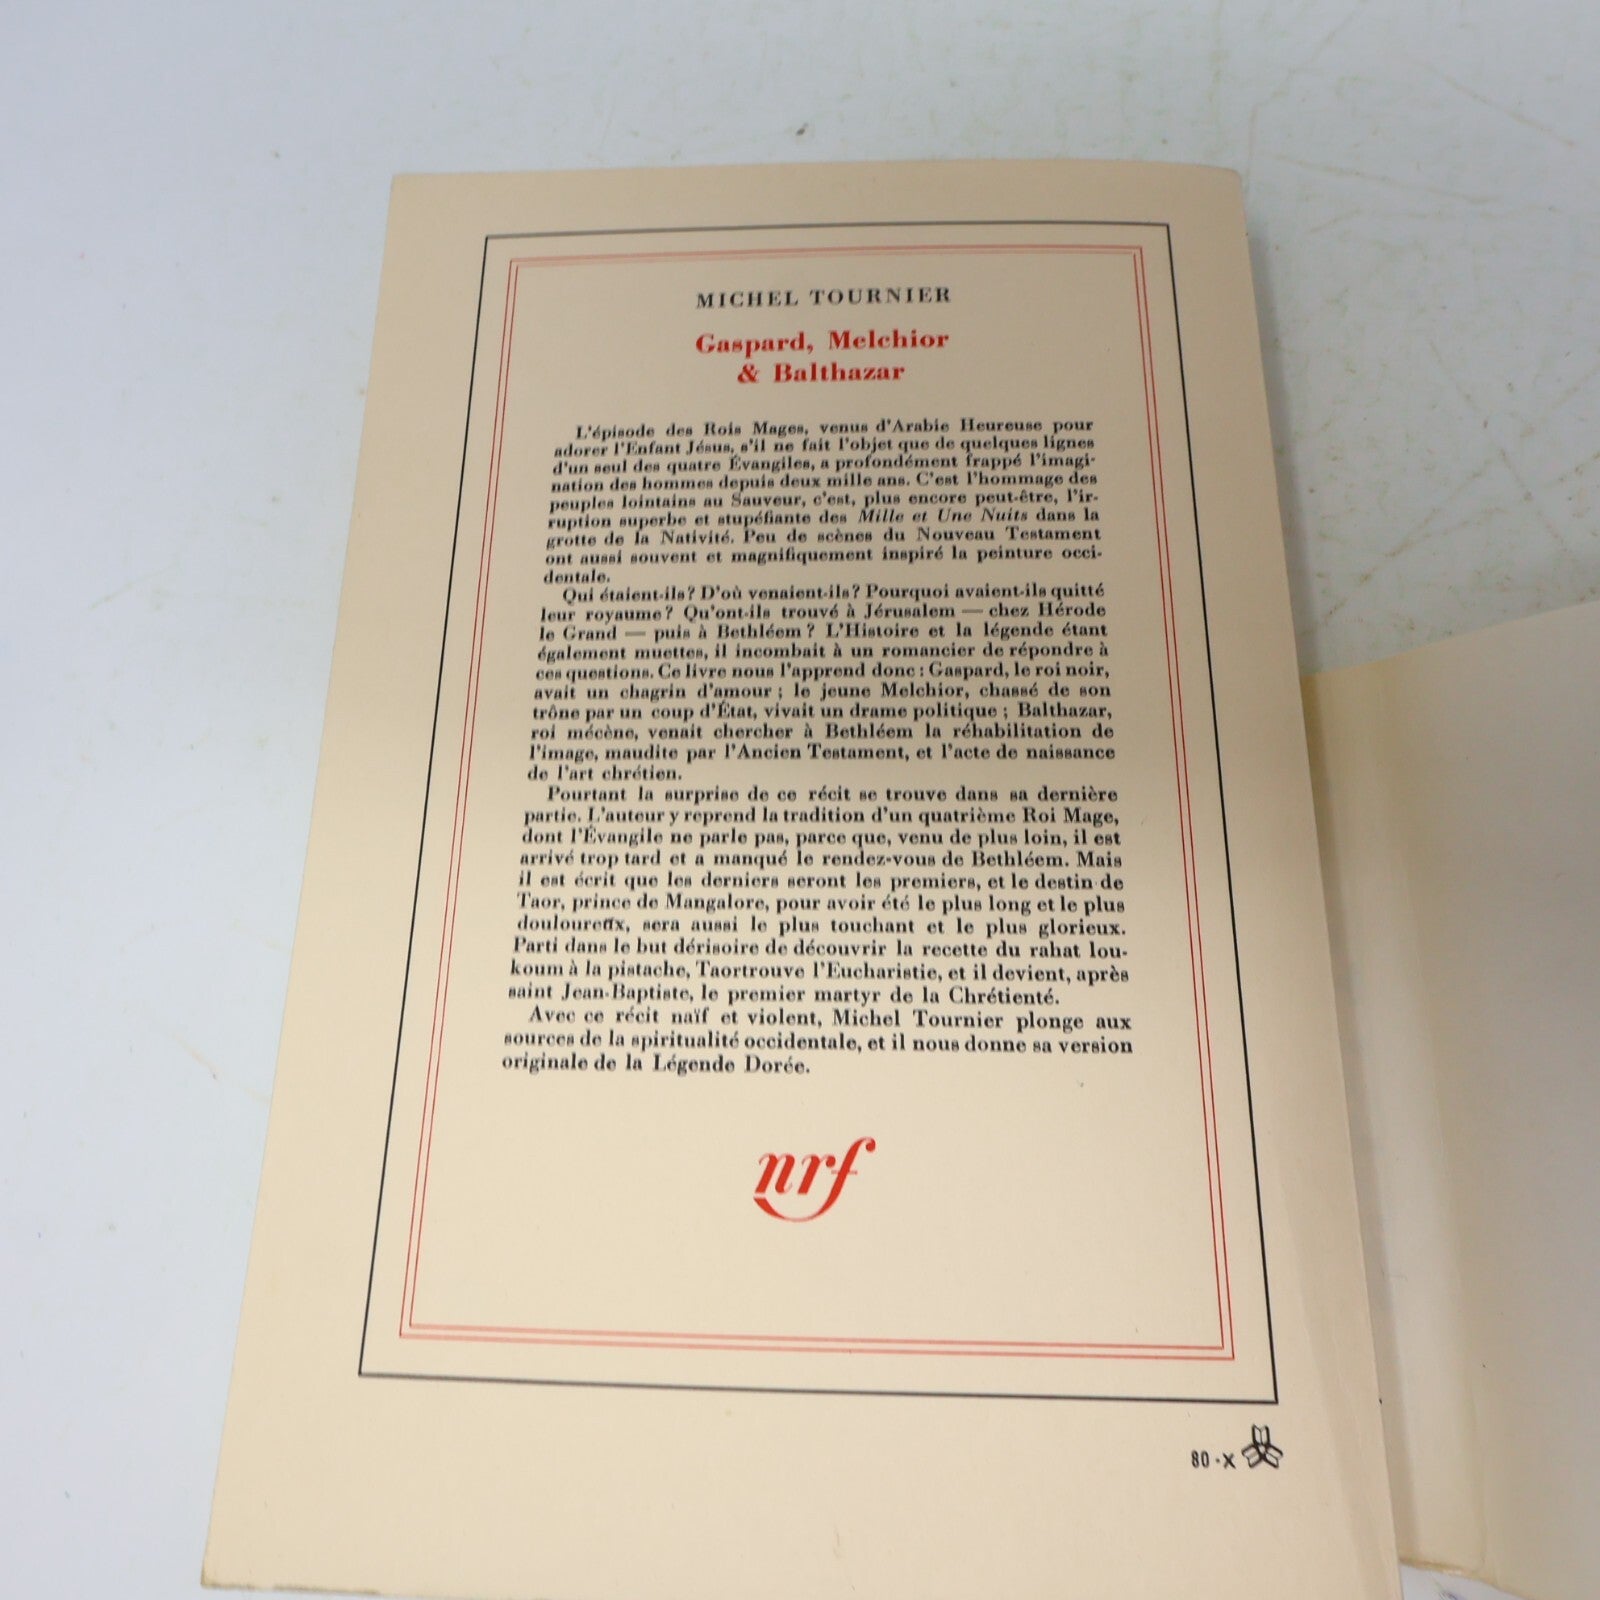 MICHEL TOURNIER
Gaspard, Melchior
& Balthazar
L'épisode des Rois Mages, venus d'Arabie Heureuse pour
adorer l'Enfant Jésus, s'il ne fait l'objet que de quelques lignes
d'un seul des quatre Évangiles, a profondément frappé l'imagi-
nation des hommes depuis deux mille ans. C'est l'hommage des
peuples lointains au Sauveur, c'est, plus encore peut-être, l'ir-
ruption superbe et stupéfiante des Mille et Une Nuits dans la
grotte de la Nativité. Peu de scènes du Nouveau Testament
ont aussi souvent et magnifiquement inspiré la peinture occi-
dentale.
Qui étaient-ils? D'où venaient-ils? Pourquoi avaient-ils quitté
leur royaume? Qu'ont-ils trouvé à Jérusalem — chez Hérode
le Grand — puis à Bethléem? L'Histoire et la légende étant
également muettes, il incombait à un romancier de répondre à
ces questions. Ce livre nous l'apprend donc : Gaspard, le roi noir,
avait un chagrin d'amour ; le jeune Melchior, chassé de son
trône par un coup d'État, vivait un drame politique ; Balthazar,
roi mécène, venait chercher à Bethléem la réhabilitation de
l'image, maudite par l'Ancien Testament, et l'acte de naissance
de l'art chrétien.
Pourtant la surprise de ce récit se trouve dans sa dernière
partie. L'auteur y reprend la tradition d'un quatrième Roi Mage,
dont l'Évangile ne parle pas, parce que, venu de plus loin, il est
arrivé trop tard et a manqué le rendez-vous de Bethléem. Mais
il est écrit que les derniers seront les premiers, et le destin de
Taor, prince de Mangalore, pour avoir été le plus long et le plus
douloureux, sera aussi le plus touchant et le plus glorieux.
Parti dans le but dérisoire de découvrir la recette du rahat lou-
koum à la pistache, Taortrouve l'Eucharistie, et il devient, après
saint Jean-Baptiste, le premier martyr de la Chrétienté.
Avec ce récit naïf et violent, Michel Tournier plonge aux
sources de la spiritualité occidentale, et il nous donne sa version
originale de la Légende Dorée.
nrf
80-X